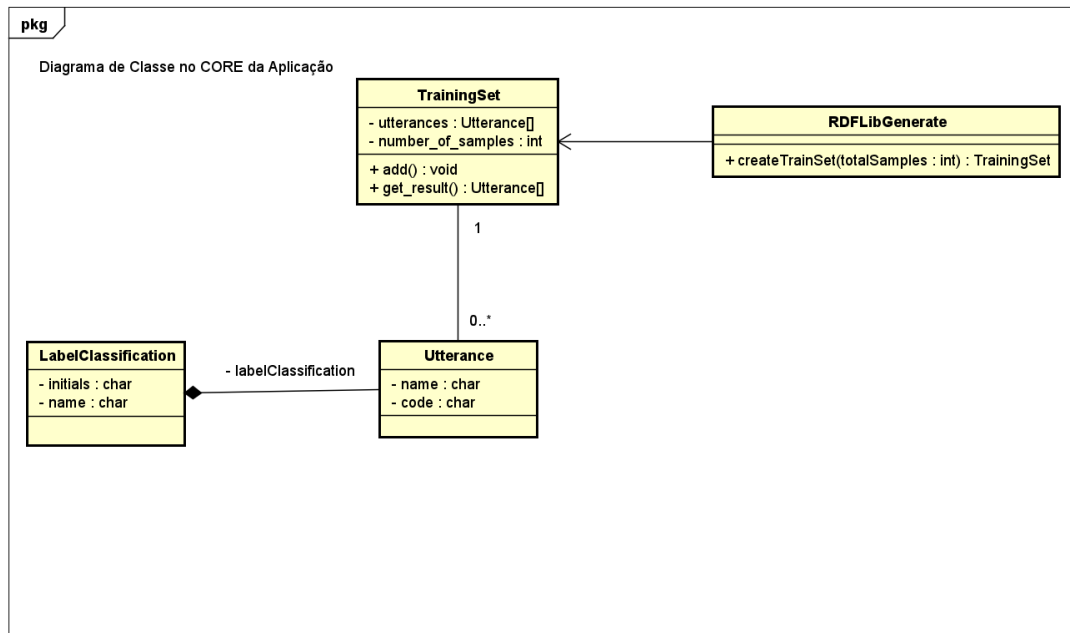 pkg
Diagrama de Classe no CORE da Aplicação
TrainingSet
- utterances : Utterance[]
- number_of_samples : int
+ add() : void
+ get_result() : Utterance[]
RDFLibGenerate
+ createTrainSet(totalSamples : int) : TrainingSet
1
0..*
LabelClassification
- initials : char
- name : char
- labelClassification
Utterance
- name : char
- code : char